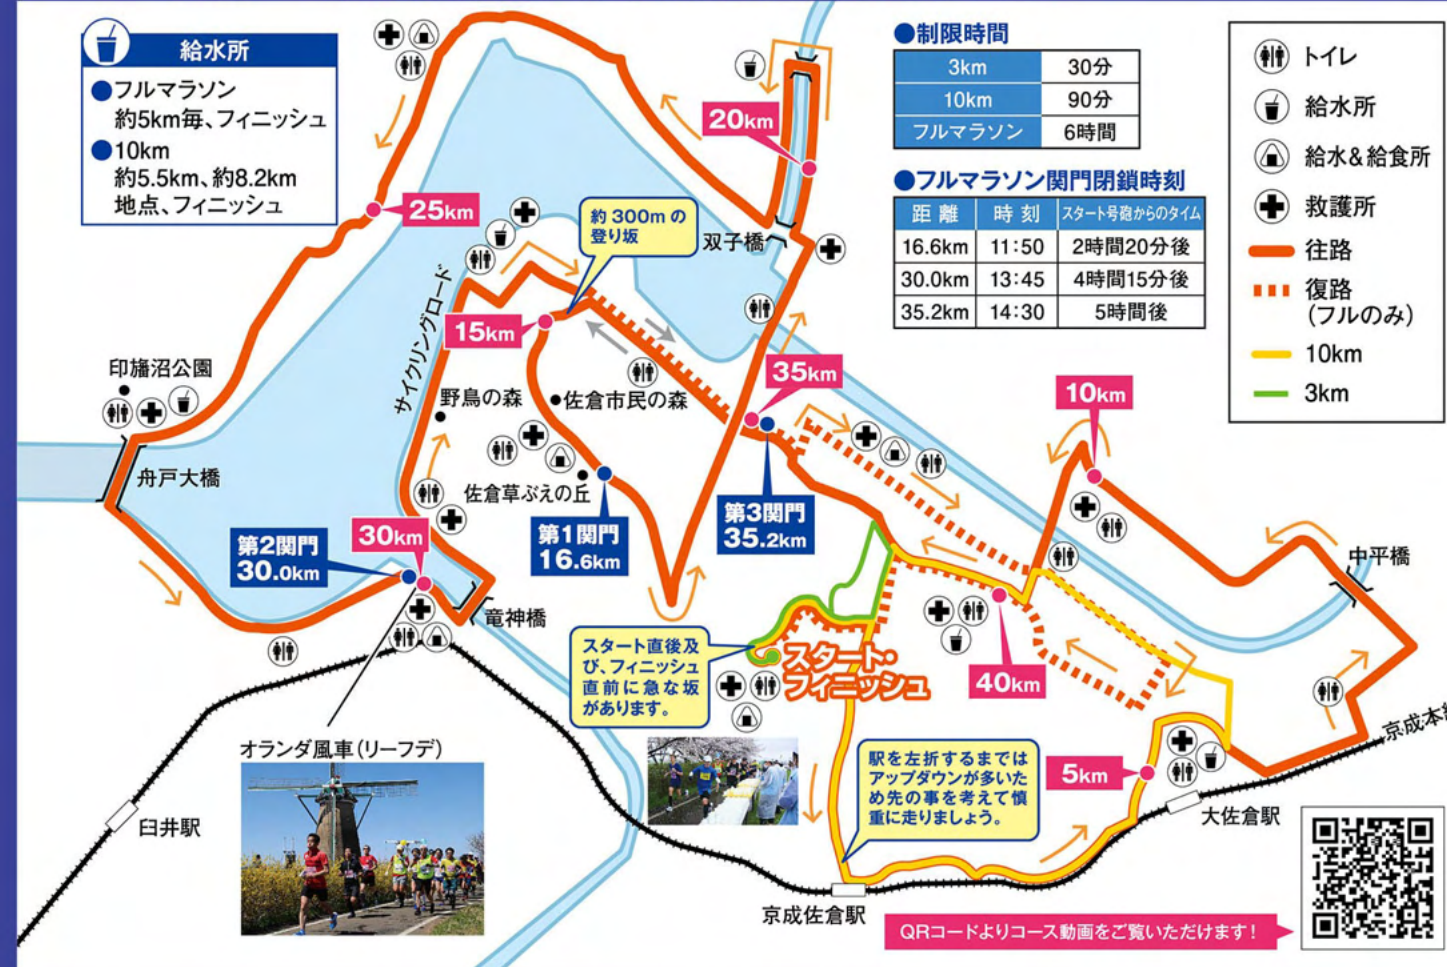 給水所
●フルマラソン
約5km毎、フィニッシュ
●10km
約5.5km、約8.2km
地点、フィニッシュ
●制限時間
3km 30分
10km 90分
フルマラソン 6時間
●フルマラソン関門閉鎖時刻
距離 時刻 スタート号砲からのタイム
16.6km 11:50 2時間20分後
30.0km 13:45 4時間15分後
35.2km 14:30 5時間後
トイレ
給水所
給水&給食所
救護所
往路
復路
(フルのみ)
10km
3km
20km
25km
約300mの
登り坂
双子橋
サイクリングロード
15km
印旛沼公園
野鳥の森
●佐倉市民の森
35km
10km
舟戸大橋
佐倉草ぶえの丘
第1関門
16.6km
第3関門
35.2km
第2関門
30.0km
30km
竜神橋
中平橋
スタート直後及
び、フィニッシュ
直前に急な坂
があります。
スタート・
フィニッシュ
40km
オランダ風車(リーフデ)
駅を左折するまでは
アップダウンが多いた
め先の事を考えて慎
重に走りましょう。
5km
京成本
大佐倉駅
臼井駅
京成佐倉駅
QRコードよりコース動画をご覧いただけます!